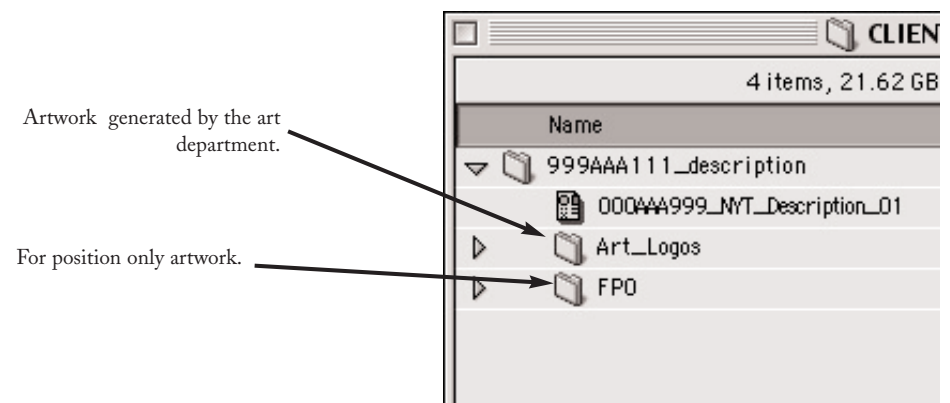 CLIEN
4 items, 21.62 GB
Name
Artwork generated by the art
department.
999AAA111_description
000AAA999_NYT_Description_01
Art_Logos
For position only artwork.
FPO